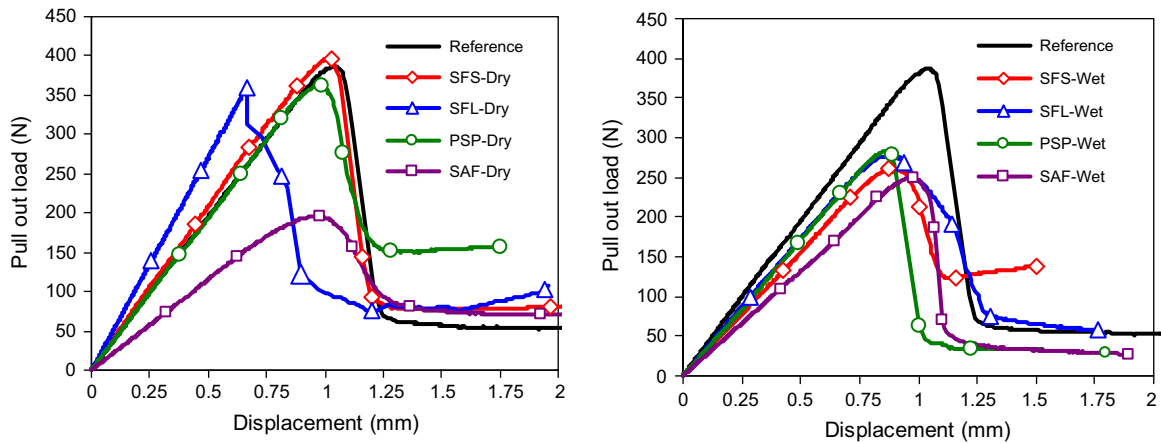 450
400
350
300
250
200
150
100
50
0
Pull out load (N)
0 0.25 0.5 0.75 1 1.25 1.5 1.75 2
Displacement (mm)
Reference
SFS-Dry
SFL-Dry
PSP-Dry
SAF-Dry
450
400
350
300
250
200
150
100
50
0
Pull out load (N)
0 0.25 0.5 0.75 1 1.25 1.5 1.75 2
Displacement (mm)
Reference
SFS-Wet
SFL-Wet
PSP-Wet
SAF-Wet